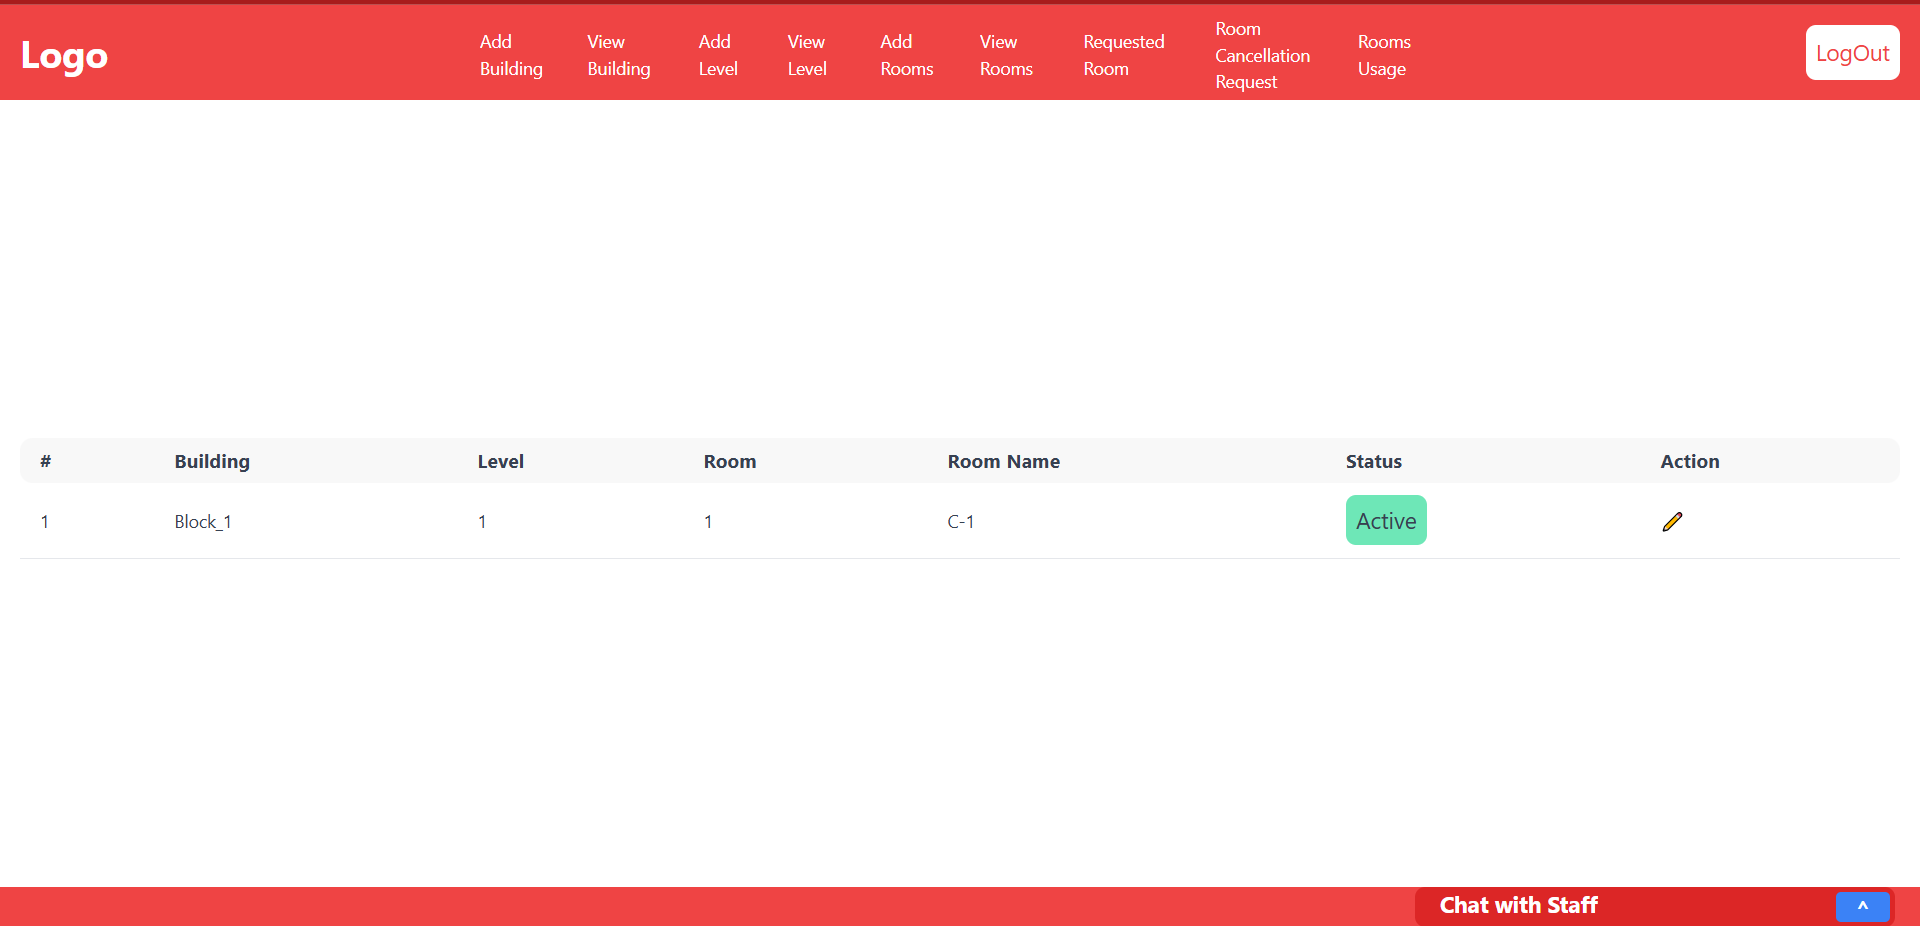 Logo
Add
Building
View
Building
Add
Level
View
Level
Add
Rooms
View
Rooms
Requested
Room
Room
Cancellation
Request
Rooms
Usage
LogOut
# Building Level Room Room Name Status Action
1 Block_1 1 1 C-1 Active
Chat with Staff ^